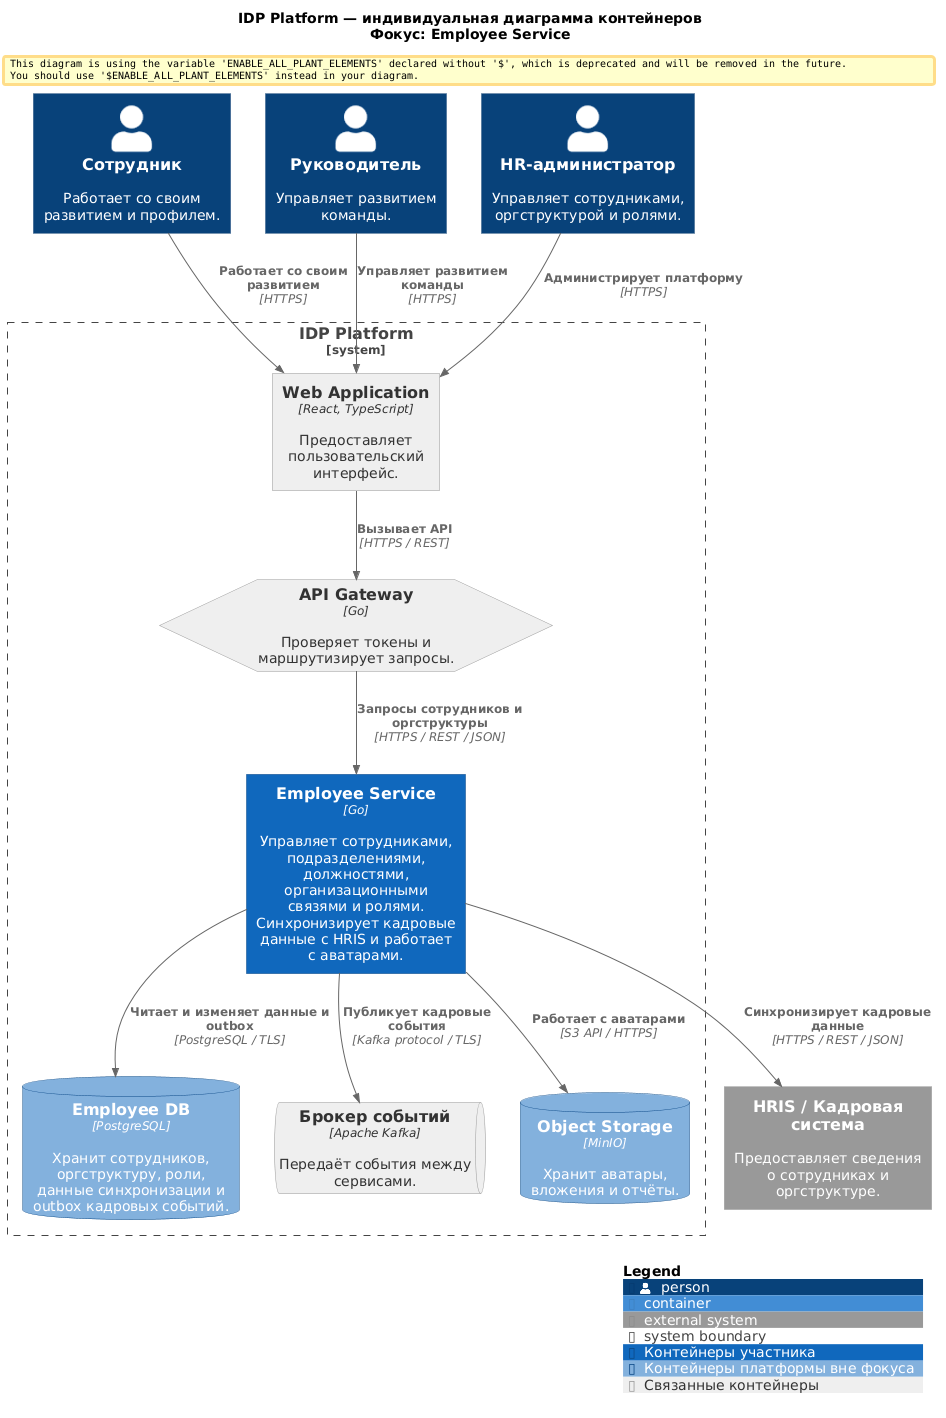 IDP Platform — индивидуальная диаграмма контейнеров
Фокус: Employee Service
This diagram is using the variable 'ENABLE_ALL_PLANT_ELEMENTS' declared without '$', which is deprecated and will be removed in the future.
You should use '$ENABLE_ALL_PLANT_ELEMENTS' instead in your diagram.
Сотрудник
Работает со своим
развитием и профилем.
Руководитель
Управляет развитием
команды.
HR-администратор
Управляет сотрудниками,
оргструктурой и ролями.
Работает со своим
развитием
[HTTPS]
Управляет развитием
команды
[HTTPS]
Администрирует платформу
[HTTPS]
IDP Platform
[system]
Web Application
[React, TypeScript]
Предоставляет
пользовательский
интерфейс.
Вызывает API
[HTTPS / REST]
API Gateway
[Go]
Проверяет токены и
маршрутизирует запросы.
Запросы сотрудников и
оргструктуры
[HTTPS / REST / JSON]
Employee Service
[Go]
Управляет сотрудниками,
подразделениями,
должностями,
организационными
связями и ролями.
Синхронизирует кадровые
данные с HRIS и работает
с аватарами.
Читает и изменяет данные и
outbox
[PostgreSQL / TLS]
Публикует кадровые
события
[Kafka protocol / TLS]
Работает с аватарами
[S3 API / HTTPS]
Синхронизирует кадровые
данные
[HTTPS / REST / JSON]
Employee DB
[PostgreSQL]
Хранит сотрудников,
оргструктуру, роли,
данные синхронизации и
outbox кадровых событий.
Брокер событий
[Apache Kafka]
Передаёт события между
сервисами.
Object Storage
[MinIO]
Хранит аватары,
вложения и отчёты.
HRIS / Кадровая
система
Предоставляет сведения
о сотрудниках и
оргструктуре.
Legend
person
container
external system
system boundary
Контейнеры участника
Контейнеры платформы вне фокуса
Связанные контейнеры